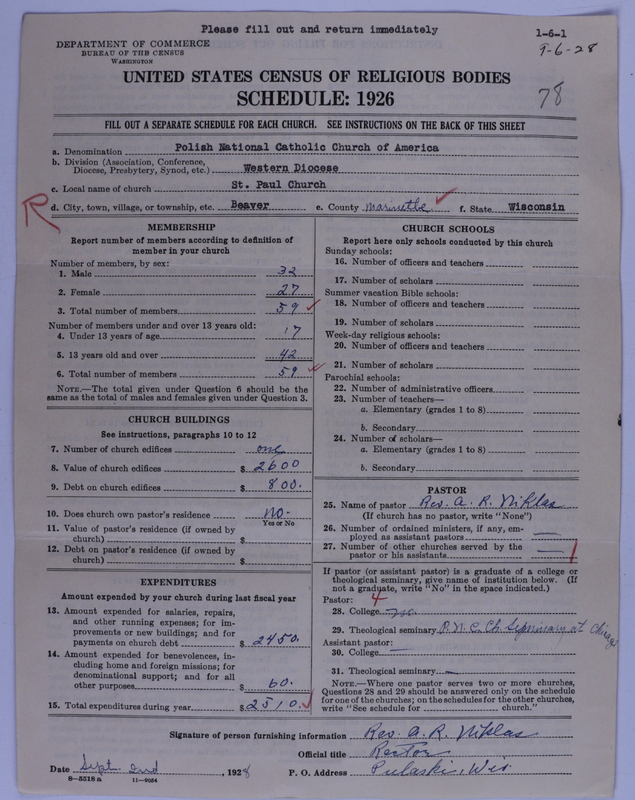 Please fill out and return immediately
1-6-1
9-6-28
DEPARTMENT OF COMMERCE
BUREAU OF THE CENSUS
WASHINGTON
UNITED STATES CENSUS OF RELIGIOUS BODIES
SCHEDULE: 1926
78
FILL OUT A SEPARATE SCHEDULE FOR EACH CHURCH. SEE INSTRUCTIONS ON THE BACK OF THIS SHEET
a. Denomination Polish National Catholic Church of America
b. Division (Association, Conference,
Diocese, Presbytery, Synod, etc.) Western Diocese
c. Local name of church St. Paul Church
R
d. City, town, village, or township, etc. Beaver e. County Marinette f. State Wisconsin
MEMBERSHIP
Report number of members according to definition of
member in your church
Number of members, by sex:
1. Male 32
2. Female 27
3. Total number of members 59
Number of members under and over 13 years old:
4. Under 13 years of age 17
5. 13 years old and over 42
6. Total number of members 59
NOTE.—The total given under Question 6 should be the
same as the total of males and females given under Question 3.
CHURCH BUILDINGS
See instructions, paragraphs 10 to 12
7. Number of church edifices one
8. Value of church edifices $ 2600
9. Debt on church edifices $ 800.
10. Does church own pastor's residence no.
Yes or No
11. Value of pastor's residence (if owned by
church) $
12. Debt on pastor's residence (if owned by
church) $
EXPENDITURES
Amount expended by your church during last fiscal year
13. Amount expended for salaries, repairs,
and other running expenses; for im-
provements or new buildings; and for
payments on church debt $ 2450.
14. Amount expended for benevolences, in-
cluding home and foreign missions; for
denominational support; and for all
other purposes $ 60.
15. Total expenditures during year $ 2510.
CHURCH SCHOOLS
Report here only schools conducted by this church
Sunday schools:
16. Number of officers and teachers
17. Number of scholars
Summer vacation Bible schools:
18. Number of officers and teachers
19. Number of scholars
Week-day religious schools:
20. Number of officers and teachers
21. Number of scholars
Parochial schools:
22. Number of administrative officers
23. Number of teachers—
a. Elementary (grades 1 to 8)
b. Secondary
24. Number of scholars—
a. Elementary (grades 1 to 8)
b. Secondary
PASTOR
25. Name of pastor Rev. A. R. Niklas
(If church has no pastor, write "None")
26. Number of ordained ministers, if any, em-
ployed as assistant pastors —
27. Number of other churches served by the
pastor or his assistants — 1
If pastor (or assistant pastor) is a graduate of a college or
theological seminary, give name of institution below. (If
not a graduate, write "No" in the space indicated.)
Pastor: 4
28. College no.
29. Theological seminary P. N. C. Ch. Seminary at Chicago
Assistant pastor:
30. College —
31. Theological seminary —
NOTE.—Where one pastor serves two or more churches,
Questions 28 and 29 should be answered only on the schedule
for one of the churches; on the schedules for the other churches,
write "See schedule for church."
Signature of person furnishing information Rev. A. R. Niklas
Official title Rector
Date Sept. 2nd, 1928 P. O. Address Pulaski, Wis
8—5518 a 11—9054